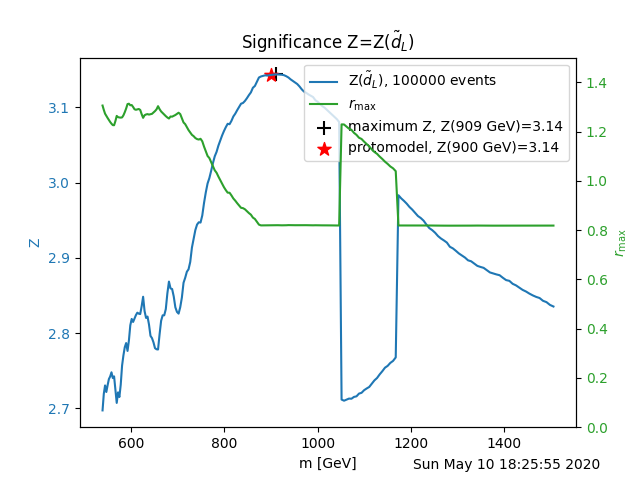 Significance Z=Z(d̃_L)
Z(d̃_L), 100000 events
r_max
maximum Z, Z(909 GeV)=3.14
protomodel, Z(900 GeV)=3.14
3.1
3.0
2.9
2.8
2.7
Z
1.4
1.2
1.0
0.8
0.6
0.4
0.2
0.0
r_max
600 800 1000 1200 1400
m [GeV]
Sun May 10 18:25:55 2020